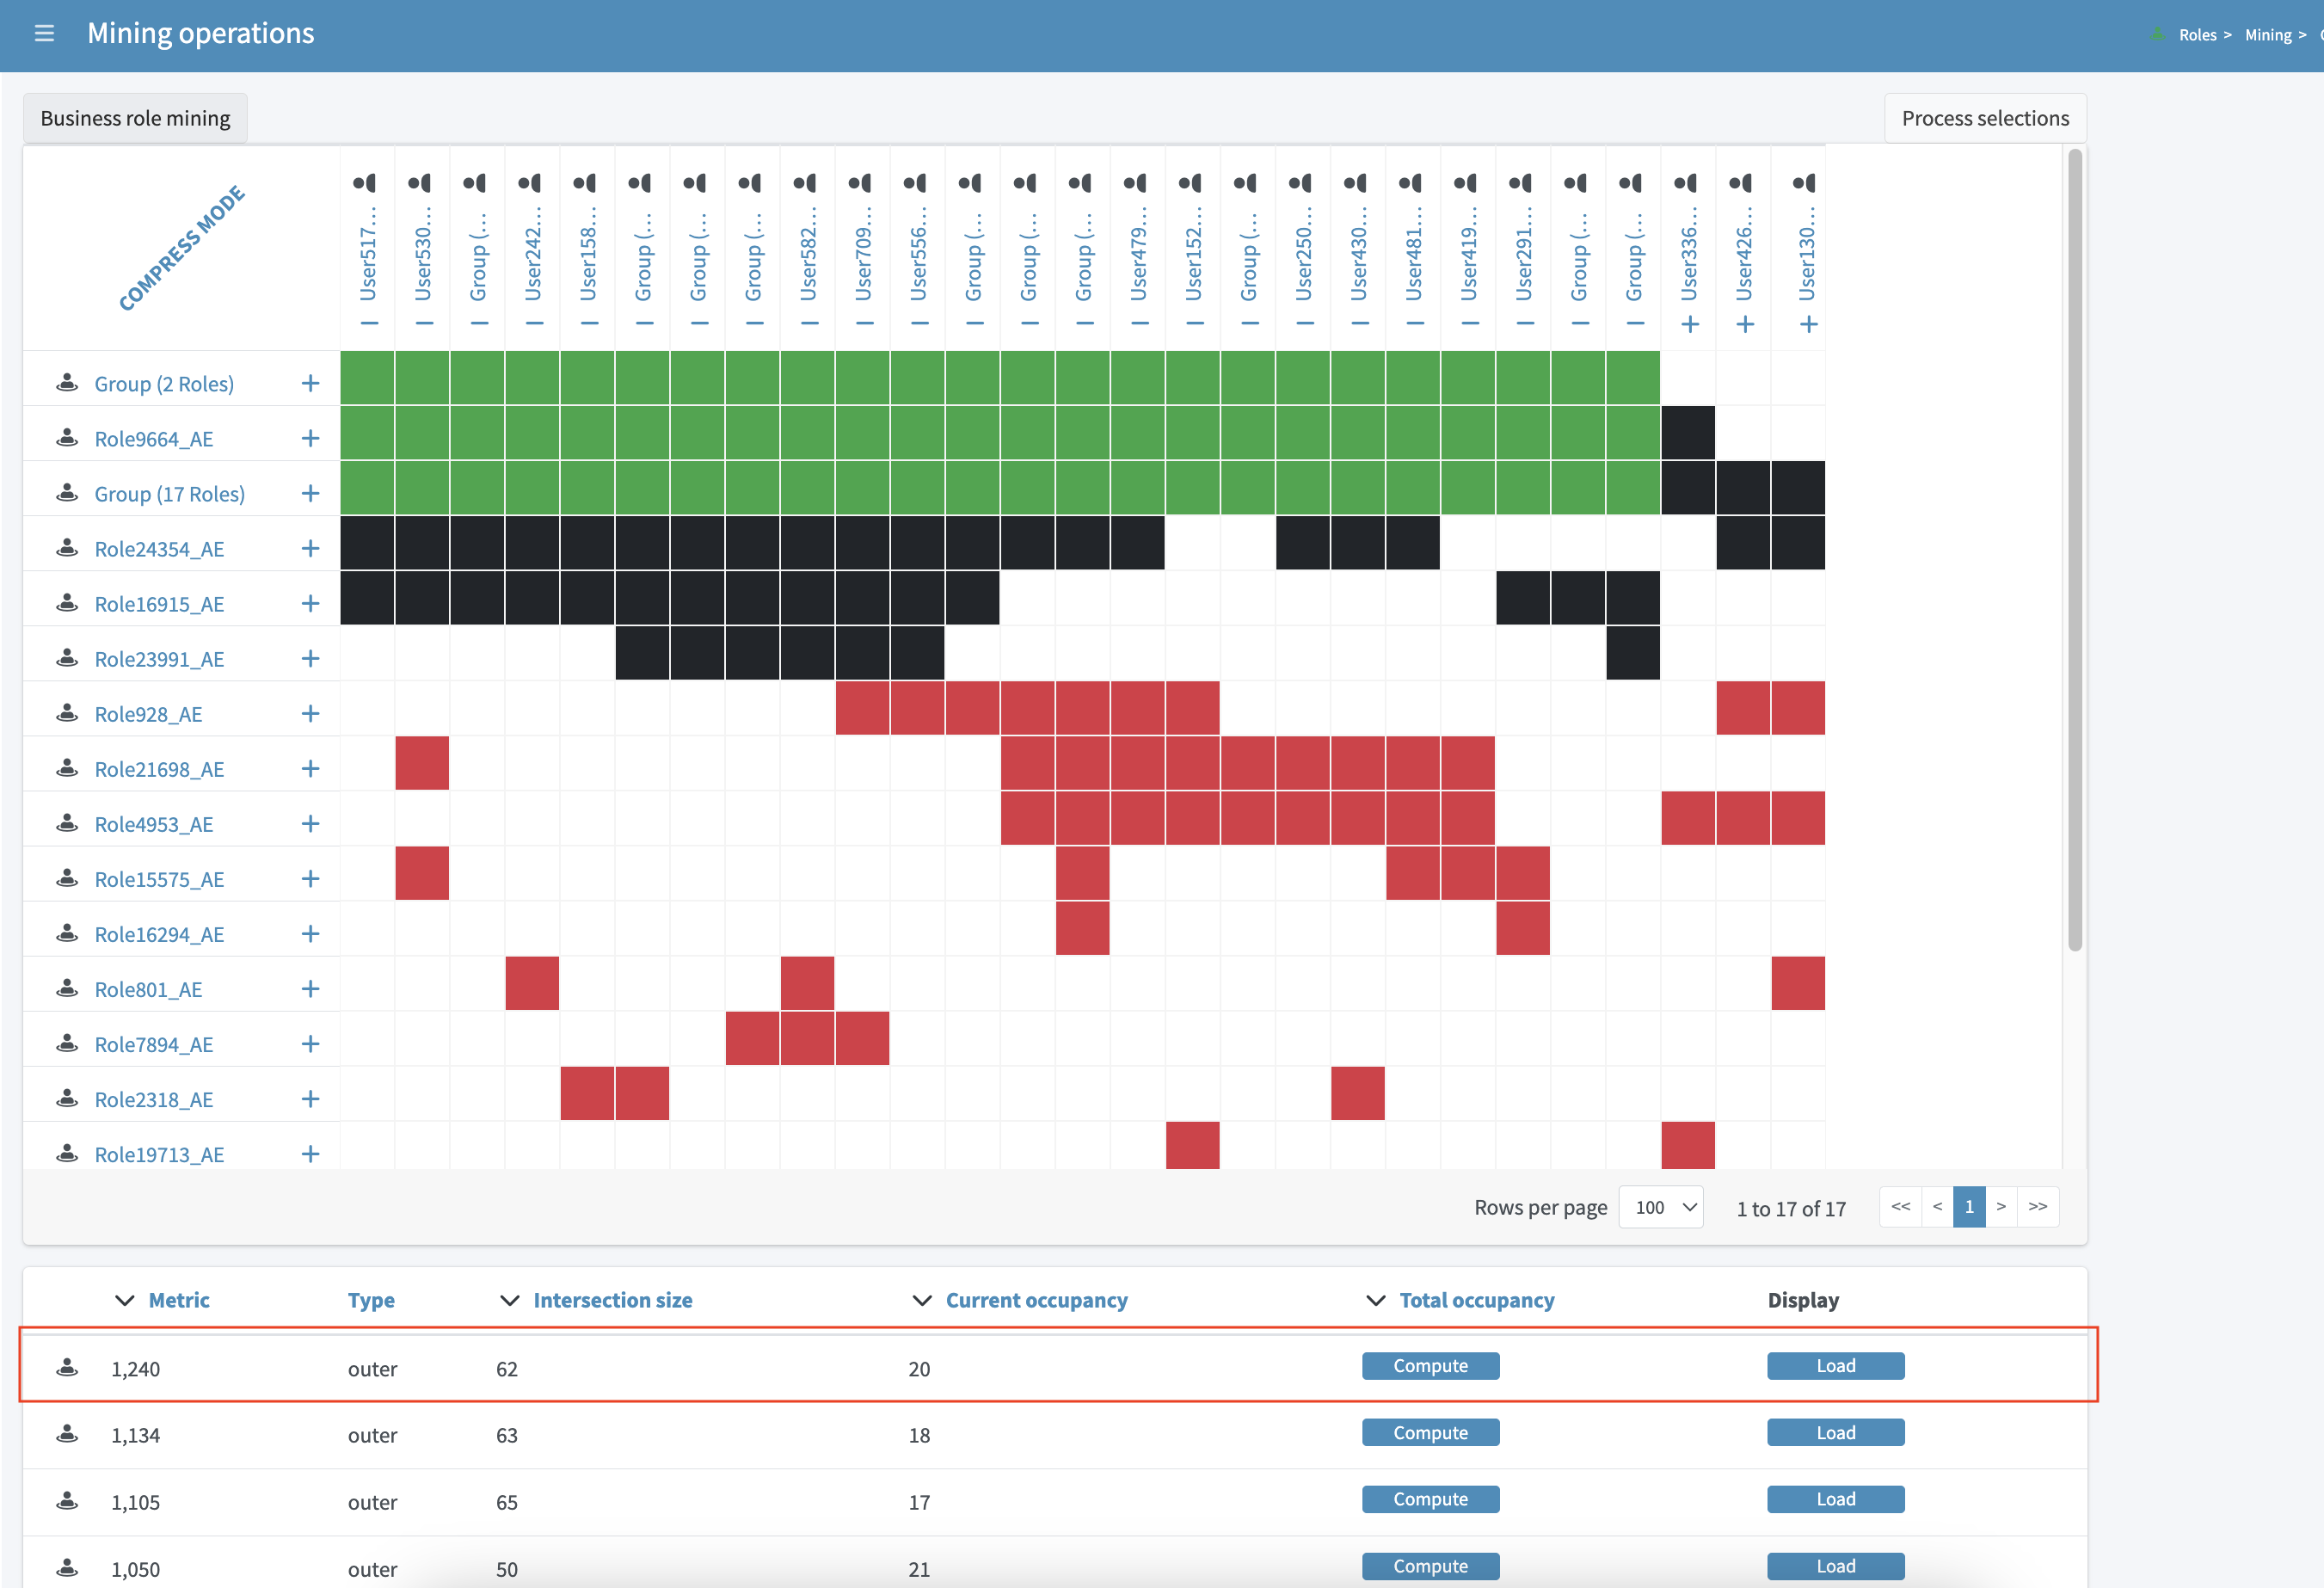 Mining operations
Roles > Mining >
Business role mining
Process selections
COMPRESS MODE
User517...
User530...
Group (...
User242...
User158...
Group (...
Group (...
Group (...
User582...
User709...
User556...
Group (...
Group (...
Group (...
User479...
User152...
Group (...
User250...
User430...
User481...
User419...
User291...
Group (...
Group (...
User336...
User426...
User130...
Group (2 Roles)
Role9664_AE
Group (17 Roles)
Role24354_AE
Role16915_AE
Role23991_AE
Role928_AE
Role21698_AE
Role4953_AE
Role15575_AE
Role16294_AE
Role801_AE
Role7894_AE
Role2318_AE
Role19713_AE
Rows per page 100 1 to 17 of 17 << < 1 > >>
Metric Type Intersection size Current occupancy Total occupancy Display
1,240 outer 62 20 Compute Load
1,134 outer 63 18 Compute Load
1,105 outer 65 17 Compute Load
1,050 outer 50 21 Compute Load